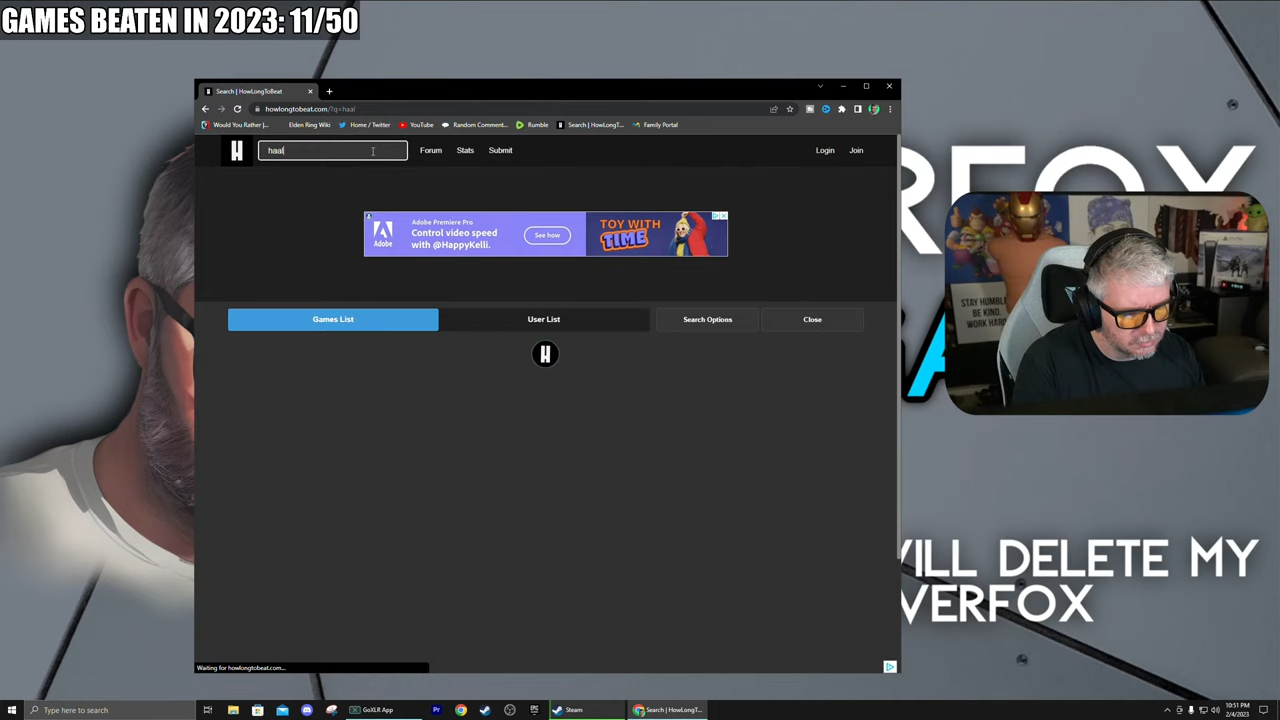 GAMES BEATEN IN 2023: 11/50
Search | HowLongToBeat
howlongtobeat.com/?q=haal
Would You Rather |...
Elden Ring Wiki
Home / Twitter
YouTube
Random Comment...
Rumble
Search | HowLongT...
Family Portal
H
haal
Forum
Stats
Submit
Login
Join
Adobe
Adobe Premiere Pro
Control video speed
with @HappyKelli.
See how
TOY WITH
TIME
Games List
User List
Search Options
Close
H
STAY HUMBLE
BE KIND.
WORK HARD
VILL DELETE MY
VERFOX
Waiting for howlongtobeat.com...
Type here to search
GoXLR App
Steam
Search | HowLongT...
10:51 PM
2/4/2023